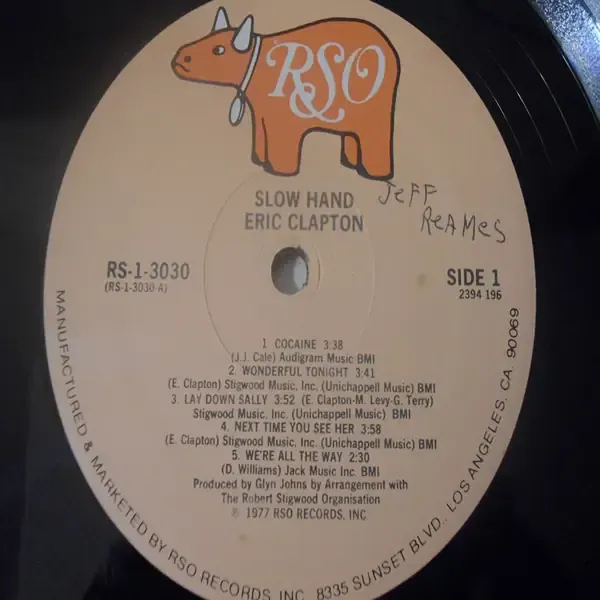 RSO
SLOW HAND
ERIC CLAPTON
JeFF
ReAMes
RS-1-3030
(RS-1-3030-A)
SIDE 1
2394 196
1 COCAINE 3:38
(J.J. Cale) Audigram Music BMI
2. WONDERFUL TONIGHT 3:41
(E. Clapton) Stigwood Music, Inc. (Unichappell Music) BMI
3. LAY DOWN SALLY 3:52 (E. Clapton-M. Levy-G. Terry)
Stigwood Music, Inc. (Unichappell Music) BMI
4. NEXT TIME YOU SEE HER 3:58
(E. Clapton) Stigwood Music, Inc. (Unichappell Music) BMI
5. WE'RE ALL THE WAY 2:30
(D. Williams) Jack Music Inc. BMI
Produced by Glyn Johns by Arrangement with
The Robert Stigwood Organisation
℗ 1977 RSO RECORDS, INC
MANUFACTURED & MARKETED BY RSO RECORDS INC. 8335 SUNSET BLVD., LOS ANGELES, CA. 90069